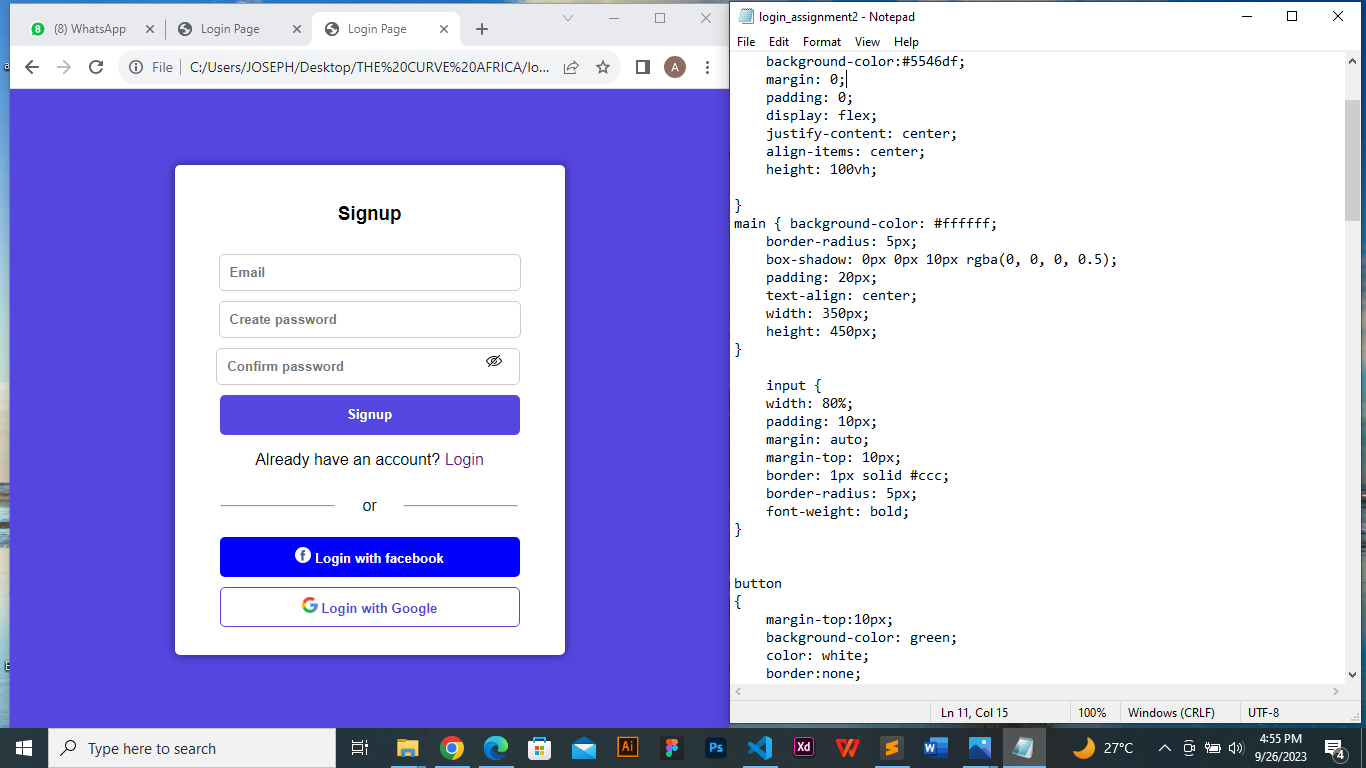 (8) WhatsApp
Login Page
Login Page
File
C:/Users/JOSEPH/Desktop/THE%20CURVE%20AFRICA/lo...
A
Signup
Email
Create password
Confirm password
Signup
Already have an account? Login
or
Login with facebook
Login with Google
login_assignment2 - Notepad
File Edit Format View Help
background-color:#5546df;
margin: 0;
padding: 0;
display: flex;
justify-content: center;
align-items: center;
height: 100vh;
}
main { background-color: #ffffff;
border-radius: 5px;
box-shadow: 0px 0px 10px rgba(0, 0, 0, 0.5);
padding: 20px;
text-align: center;
width: 350px;
height: 450px;
}
input {
width: 80%;
padding: 10px;
margin: auto;
margin-top: 10px;
border: 1px solid #ccc;
border-radius: 5px;
font-weight: bold;
}
button
{
margin-top:10px;
background-color: green;
color: white;
border:none;
Ln 11, Col 15
100%
Windows (CRLF)
UTF-8
Type here to search
Ai
Ps
Xd
27°C
4:55 PM
9/26/2023
4